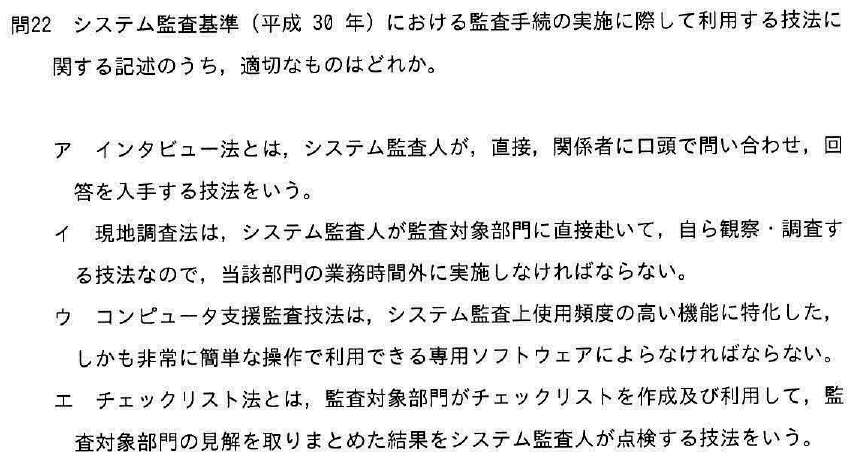 問22 システム監査基準（平成 30 年）における監査手続の実施に際して利用する技法に
関する記述のうち，適切なものはどれか。
ア インタビュー法とは，システム監査人が，直接，関係者に口頭で問い合わせ，回
答を入手する技法をいう。
イ 現地調査法は，システム監査人が監査対象部門に直接赴いて，自ら観察・調査す
る技法なので，当該部門の業務時間外に実施しなければならない。
ウ コンピュータ支援監査技法は，システム監査上使用頻度の高い機能に特化した，
しかも非常に簡単な操作で利用できる専用ソフトウェアによらなければならない。
エ チェックリスト法とは，監査対象部門がチェックリストを作成及び利用して，監
査対象部門の見解を取りまとめた結果をシステム監査人が点検する技法をいう。